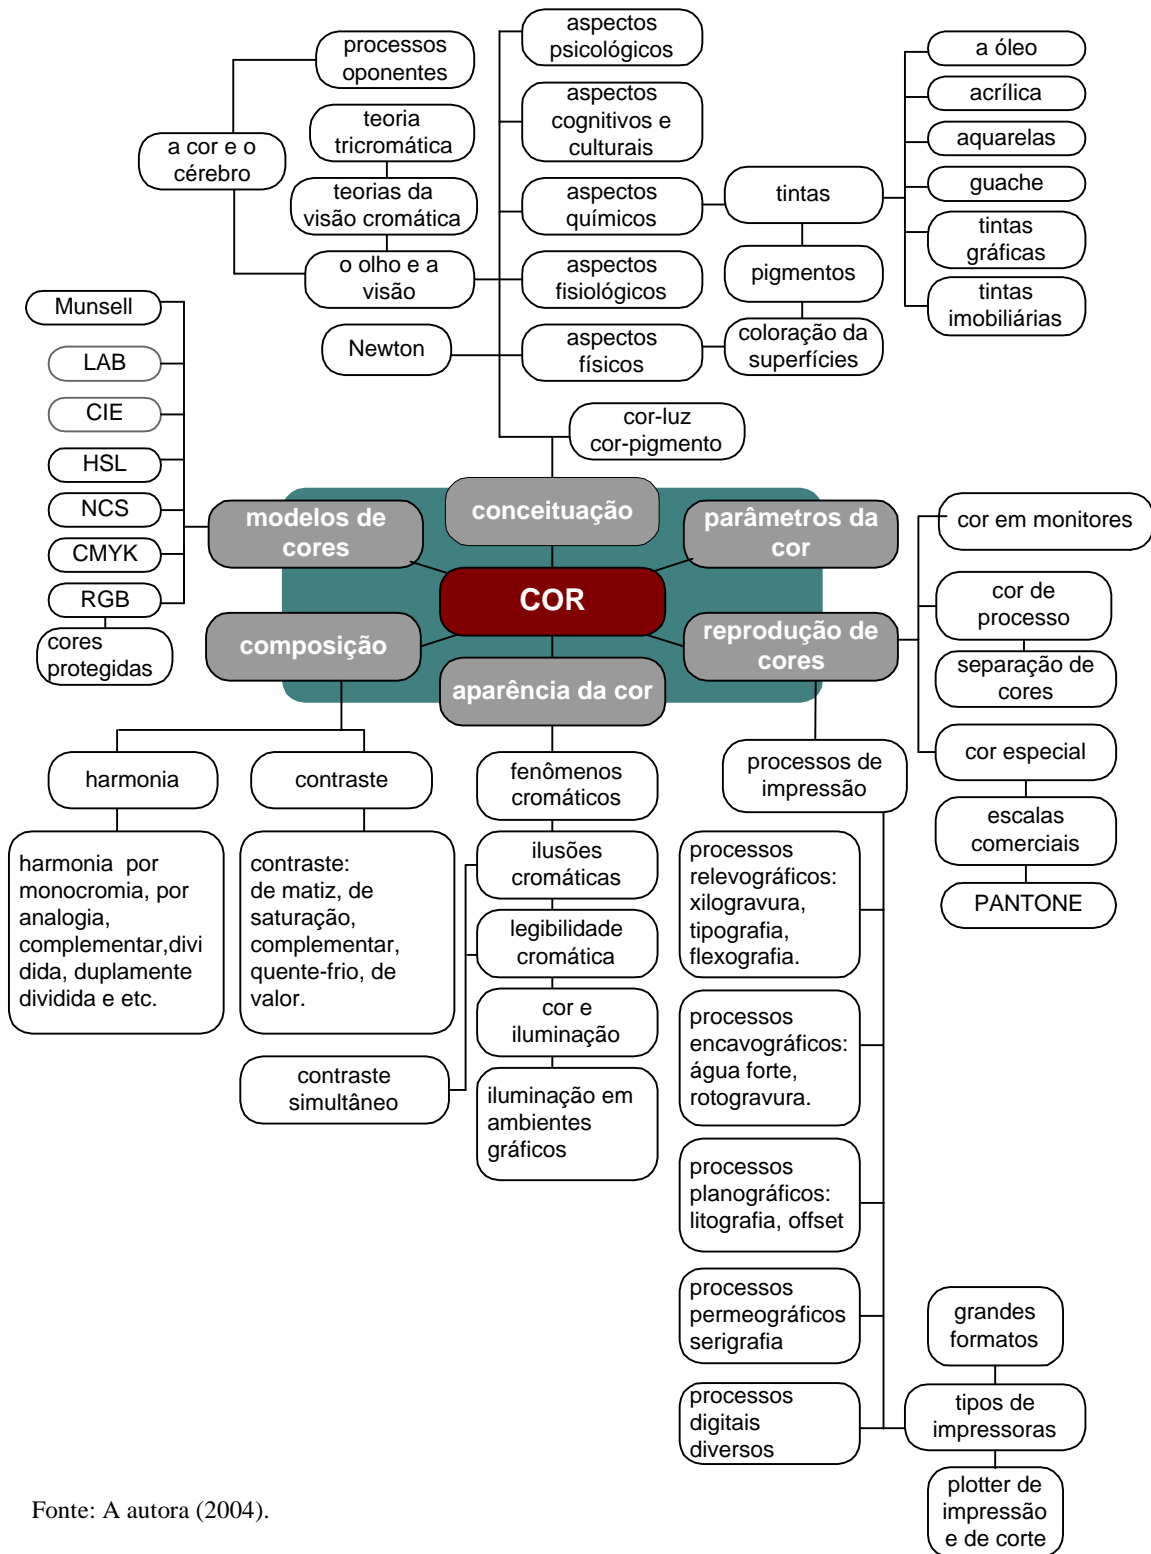 aspectos
psicológicos
processos
oponentes
a óleo
acrílica
aspectos
cognitivos e
culturais
teoria
tricromática
aquarelas
a cor e o
cérebro
teorias da
visão cromática
aspectos
químicos
tintas
guache
tintas
gráficas
o olho e a
visão
aspectos
fisiológicos
pigmentos
tintas
imobiliárias
Munsell
Newton
aspectos
físicos
coloração da
superfícies
LAB
CIE
cor-luz
cor-pigmento
HSL
NCS
CMYK
RGB
cores
protegidas
modelos de
cores
conceituação
parâmetros da
cor
COR
composição
reprodução de
cores
aparência da cor
cor em monitores
cor de
processo
separação de
cores
cor especial
escalas
comerciais
PANTONE
harmonia
contraste
fenômenos
cromáticos
processos de
impressão
harmonia por
monocromia, por
analogia,
complementar,divi
dida, duplamente
dividida e etc.
contraste:
de matiz, de
saturação,
complementar,
quente-frio, de
valor.
ilusões
cromáticas
legibilidade
cromática
cor e
iluminação
contraste
simultâneo
iluminação em
ambientes
gráficos
processos
relevográficos:
xilogravura,
tipografia,
flexografia.
processos
encavográficos:
água forte,
rotogravura.
processos
planográficos:
litografia, offset
processos
permeográficos
serigrafia
processos
digitais
diversos
grandes
formatos
tipos de
impressoras
plotter de
impressão
e de corte
Fonte: A autora (2004).